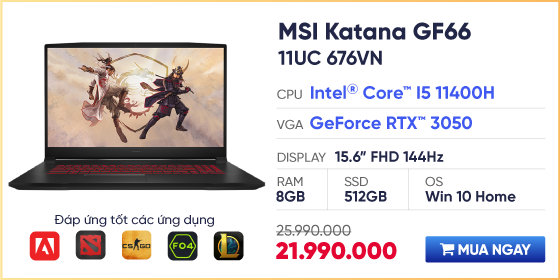 MSI Katana GF66
11UC 676VN
CPU Intel® Core™ I5 11400H
VGA GeForce RTX™ 3050
DISPLAY 15.6" FHD 144Hz
RAM SSD OS
8GB 512GB Win 10 Home
25.990.000
21.990.000 MUA NGAY
Đáp ứng tốt các ứng dụng
CS:GO FO4